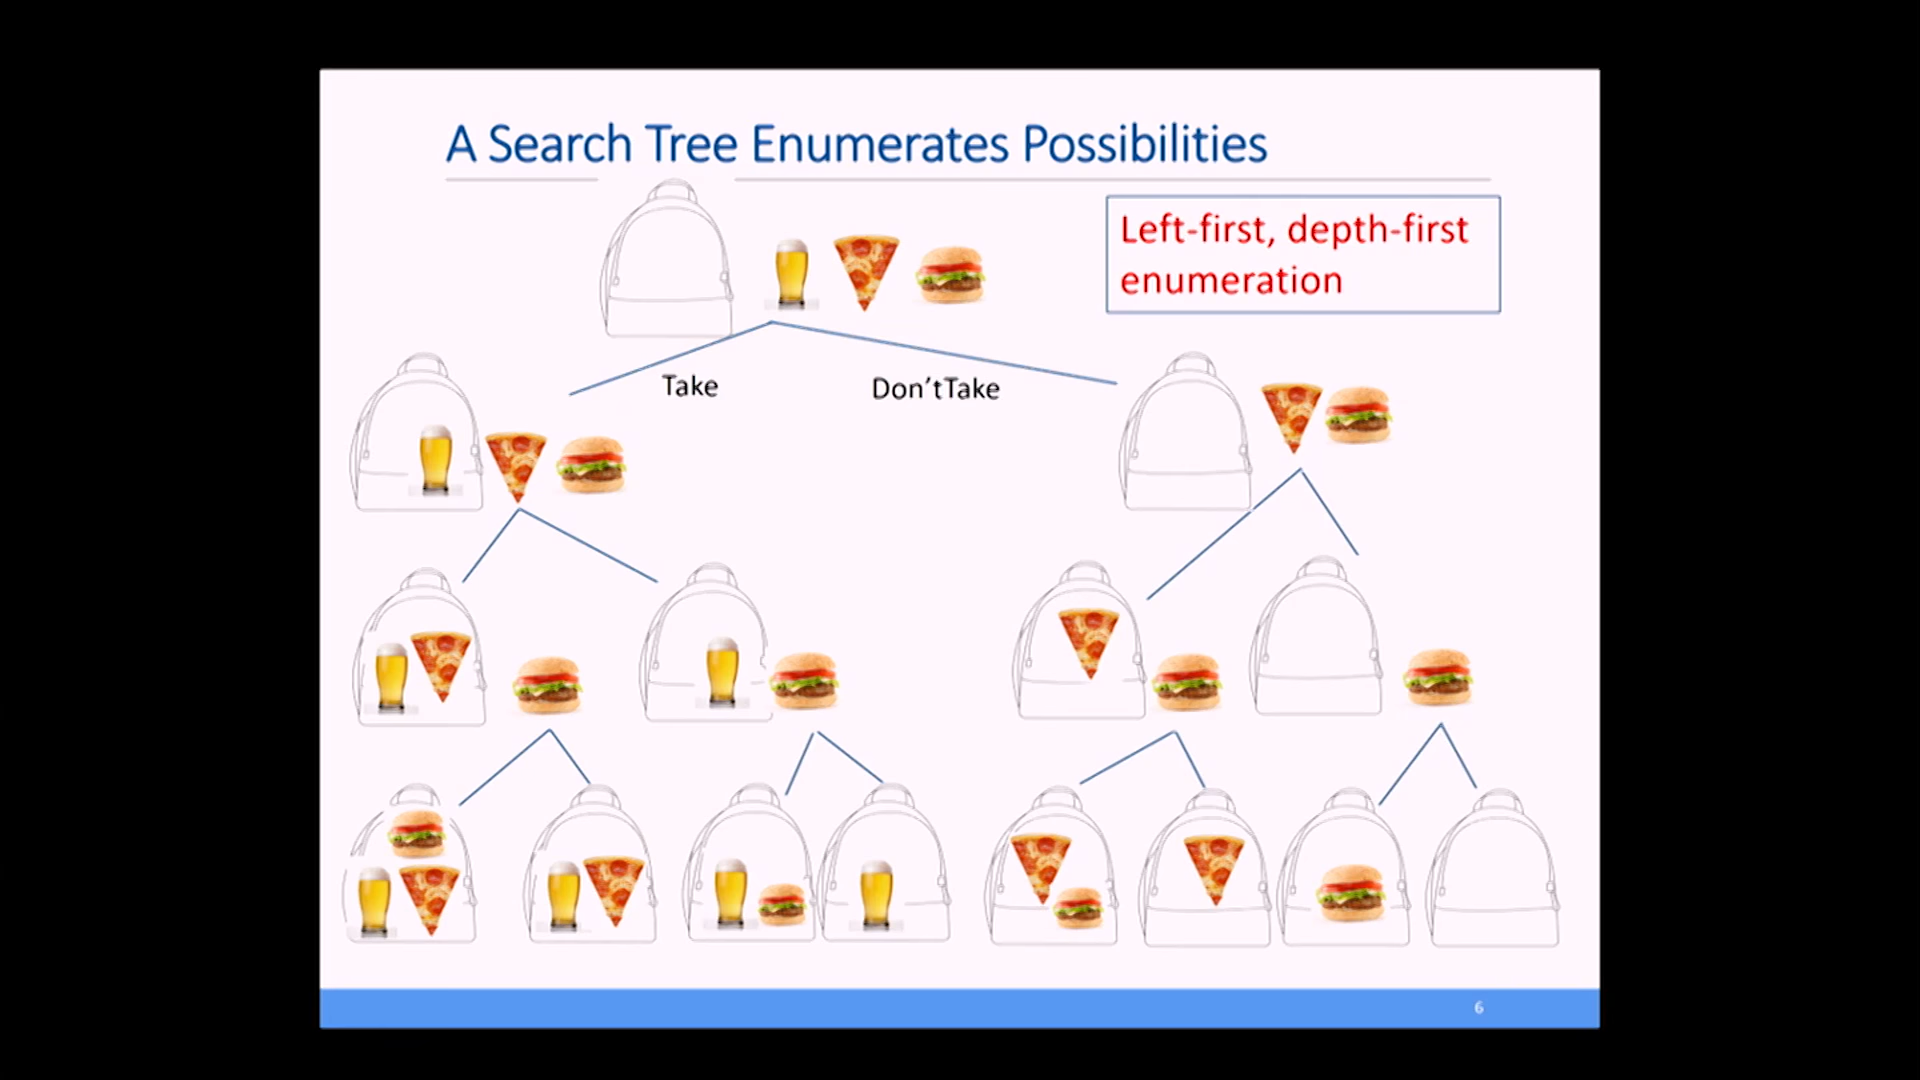 A Search Tree Enumerates Possibilities
Left-first, depth-first
enumeration
Take
Don'tTake
6